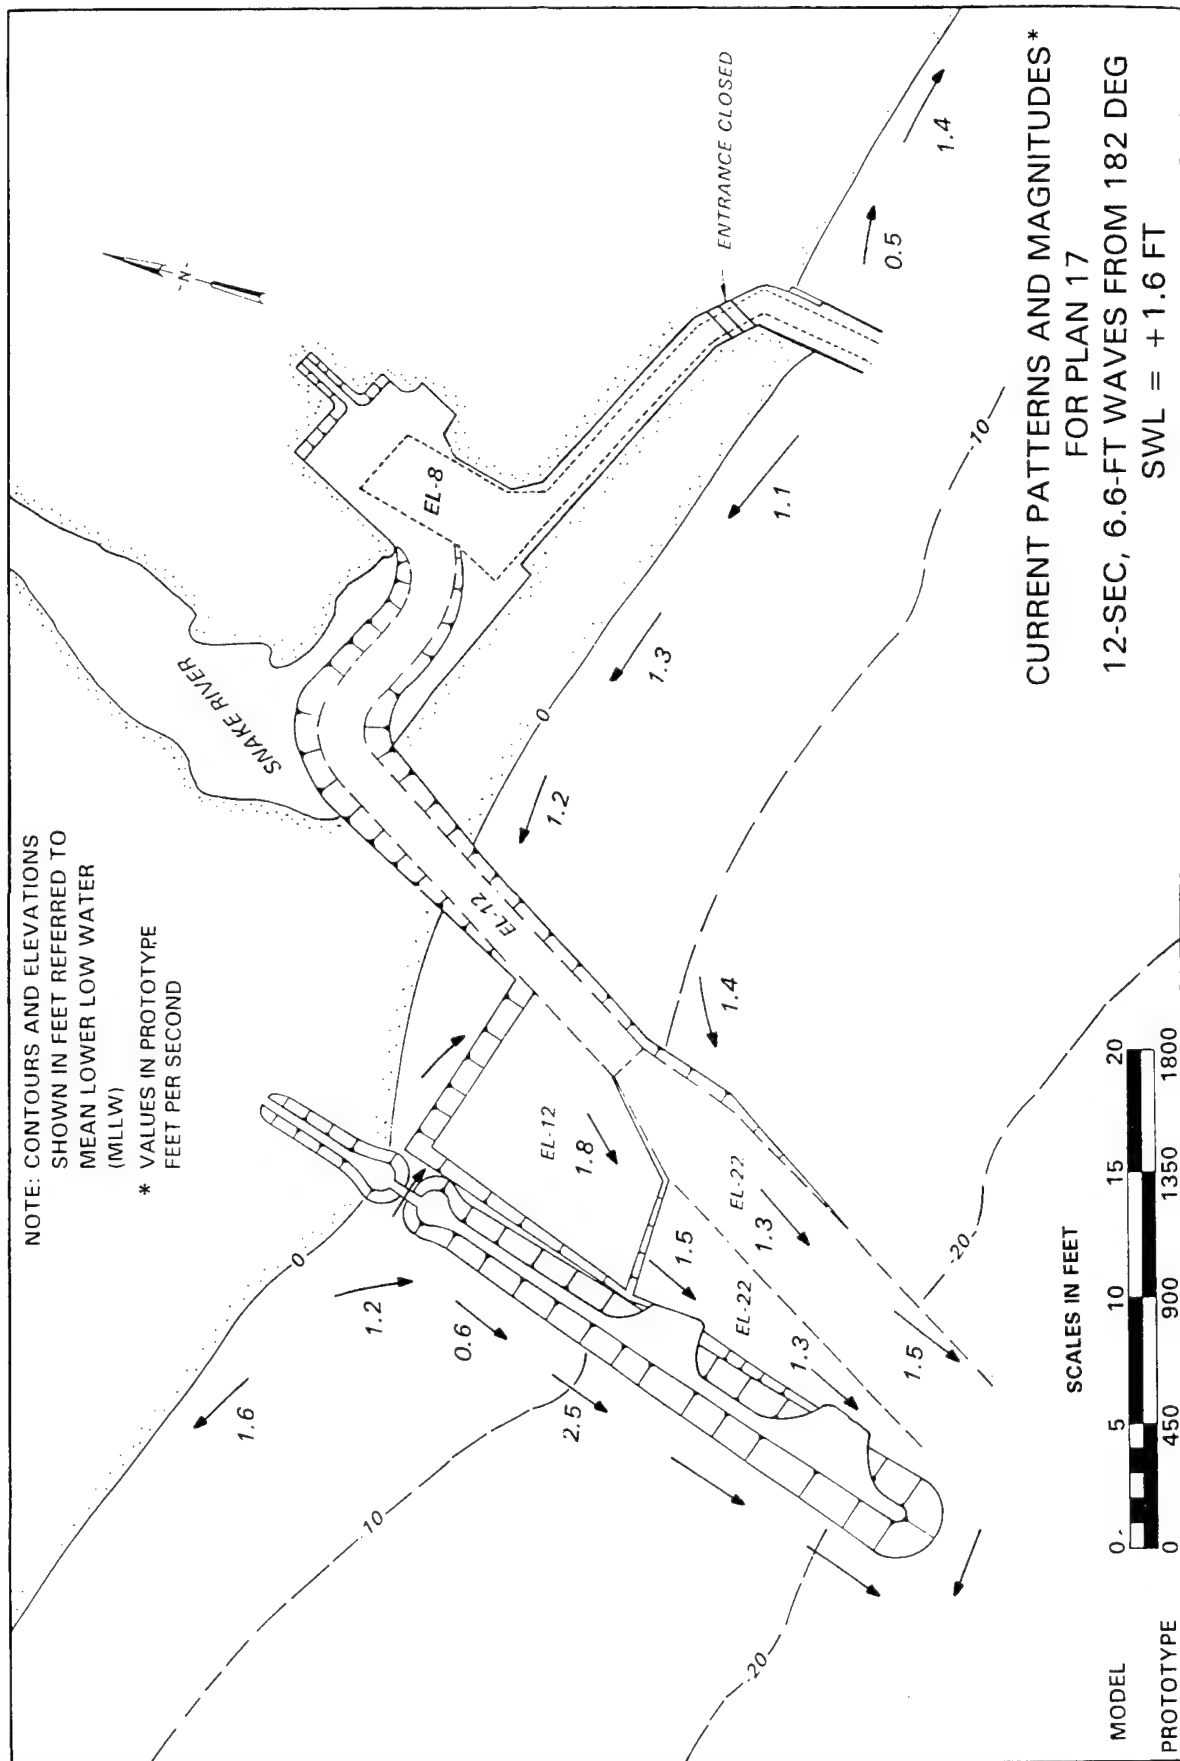 NOTE: CONTOURS AND ELEVATIONS
SHOWN IN FEET REFERRED TO
MEAN LOWER LOW WATER
(MLLW)
* VALUES IN PROTOTYPE
FEET PER SECOND
SNAKE RIVER
N
EL-8
ENTRANCE CLOSED
EL-12
EL-12
EL-22
EL-22
0
0
-10
-10
-20
-20
1.6
1.2
0.6
2.5
1.8
1.5
1.3
1.3
1.5
1.4
1.2
1.3
1.1
0.5
1.4
SCALES IN FEET
MODEL 0 5 10 15 20
PROTOTYPE 0 450 900 1350 1800
CURRENT PATTERNS AND MAGNITUDES*
FOR PLAN 17
12-SEC, 6.6-FT WAVES FROM 182 DEG
SWL = +1.6 FT